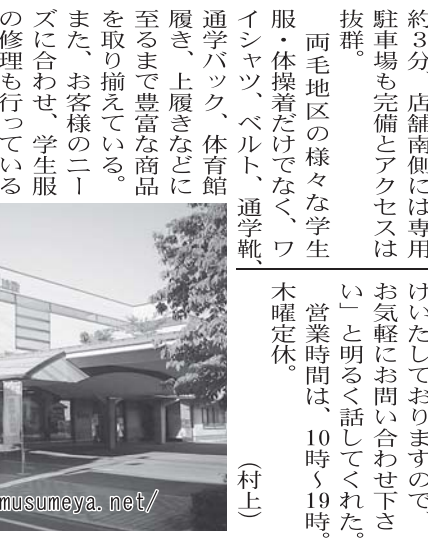 約３分、店舗南側には専用
駐車場も完備とアクセスは
抜群。
両毛地区の様々な学生
服・体操着だけでなく、ワ
イシャツ、ベルト、通学靴、
通学バック、体育館
履き、上履きなどに
至るまで豊富な商品
を取り揃えている。
また、お客様のニー
ズに合わせ、学生服
の修理も行っている
けいたしておりますので、
お気軽にお問い合わせ下さ
い」と明るく話してくれた。
営業時間は、10時～19時。
木曜定休。
（村上）
musumeya.net/